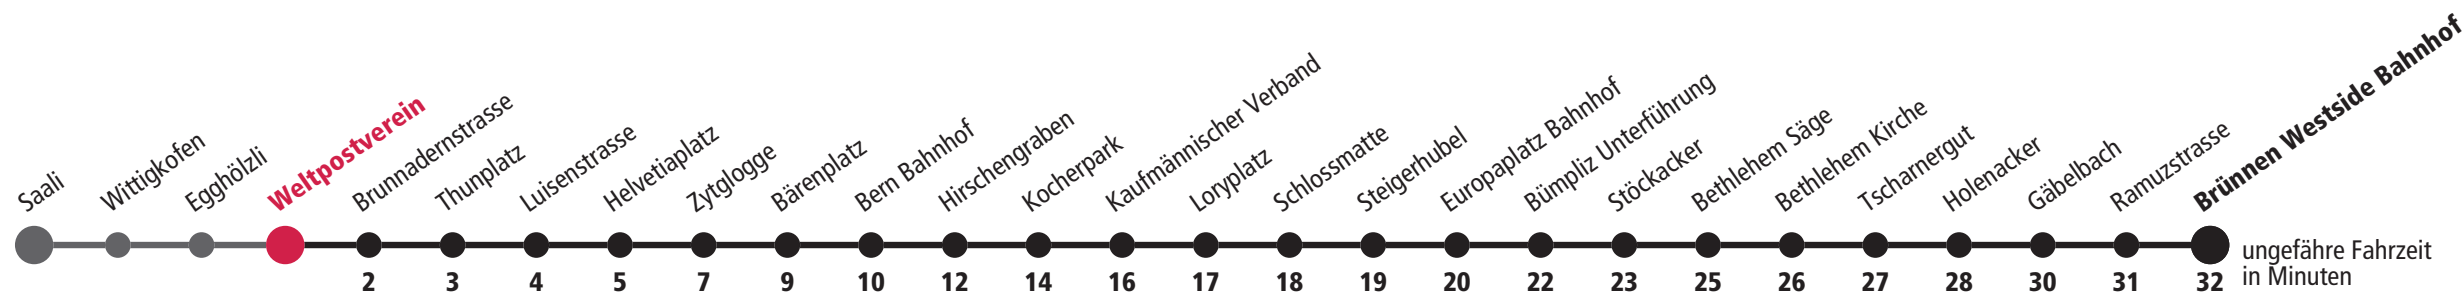 Saali
Wittigkofen
Egghölzli
Weltpostverein
Brunnadernstrasse
Thunplatz
Luisenstrasse
Helvetiaplatz
Zytglogge
Bärenplatz
Bern Bahnhof
Hirschengraben
Kocherpark
Kaufmännischer Verband
Loryplatz
Schlossmatte
Steigerhubel
Europaplatz Bahnhof
Bümpliz Unterführung
Stöckacker
Bethlehem Säge
Bethlehem Kirche
Tscharnergut
Holenacker
Gäbelbach
Ramuzstrasse
Brünnen Westside Bahnhof
2 3 4 5 7 9 10 12 14 16 17 18 19 20 22 23 25 26 27 28 30 31 32
ungefähre Fahrzeit
in Minuten